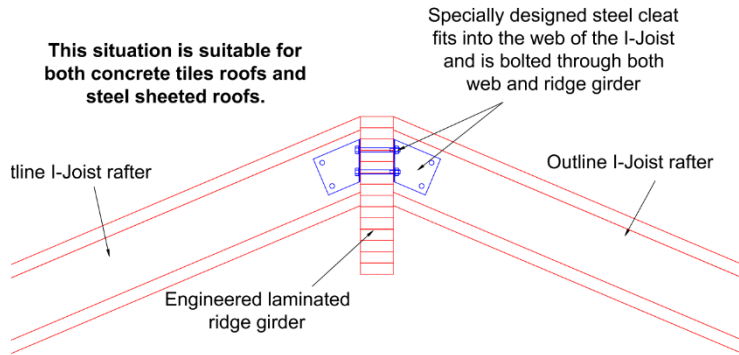 Specially designed steel cleat
fits into the web of the I-Joist
and is bolted through both
web and ridge girder
This situation is suitable for
both concrete tiles roofs and
steel sheeted roofs.
tline I-Joist rafter
Outline I-Joist rafter
Engineered laminated
ridge girder